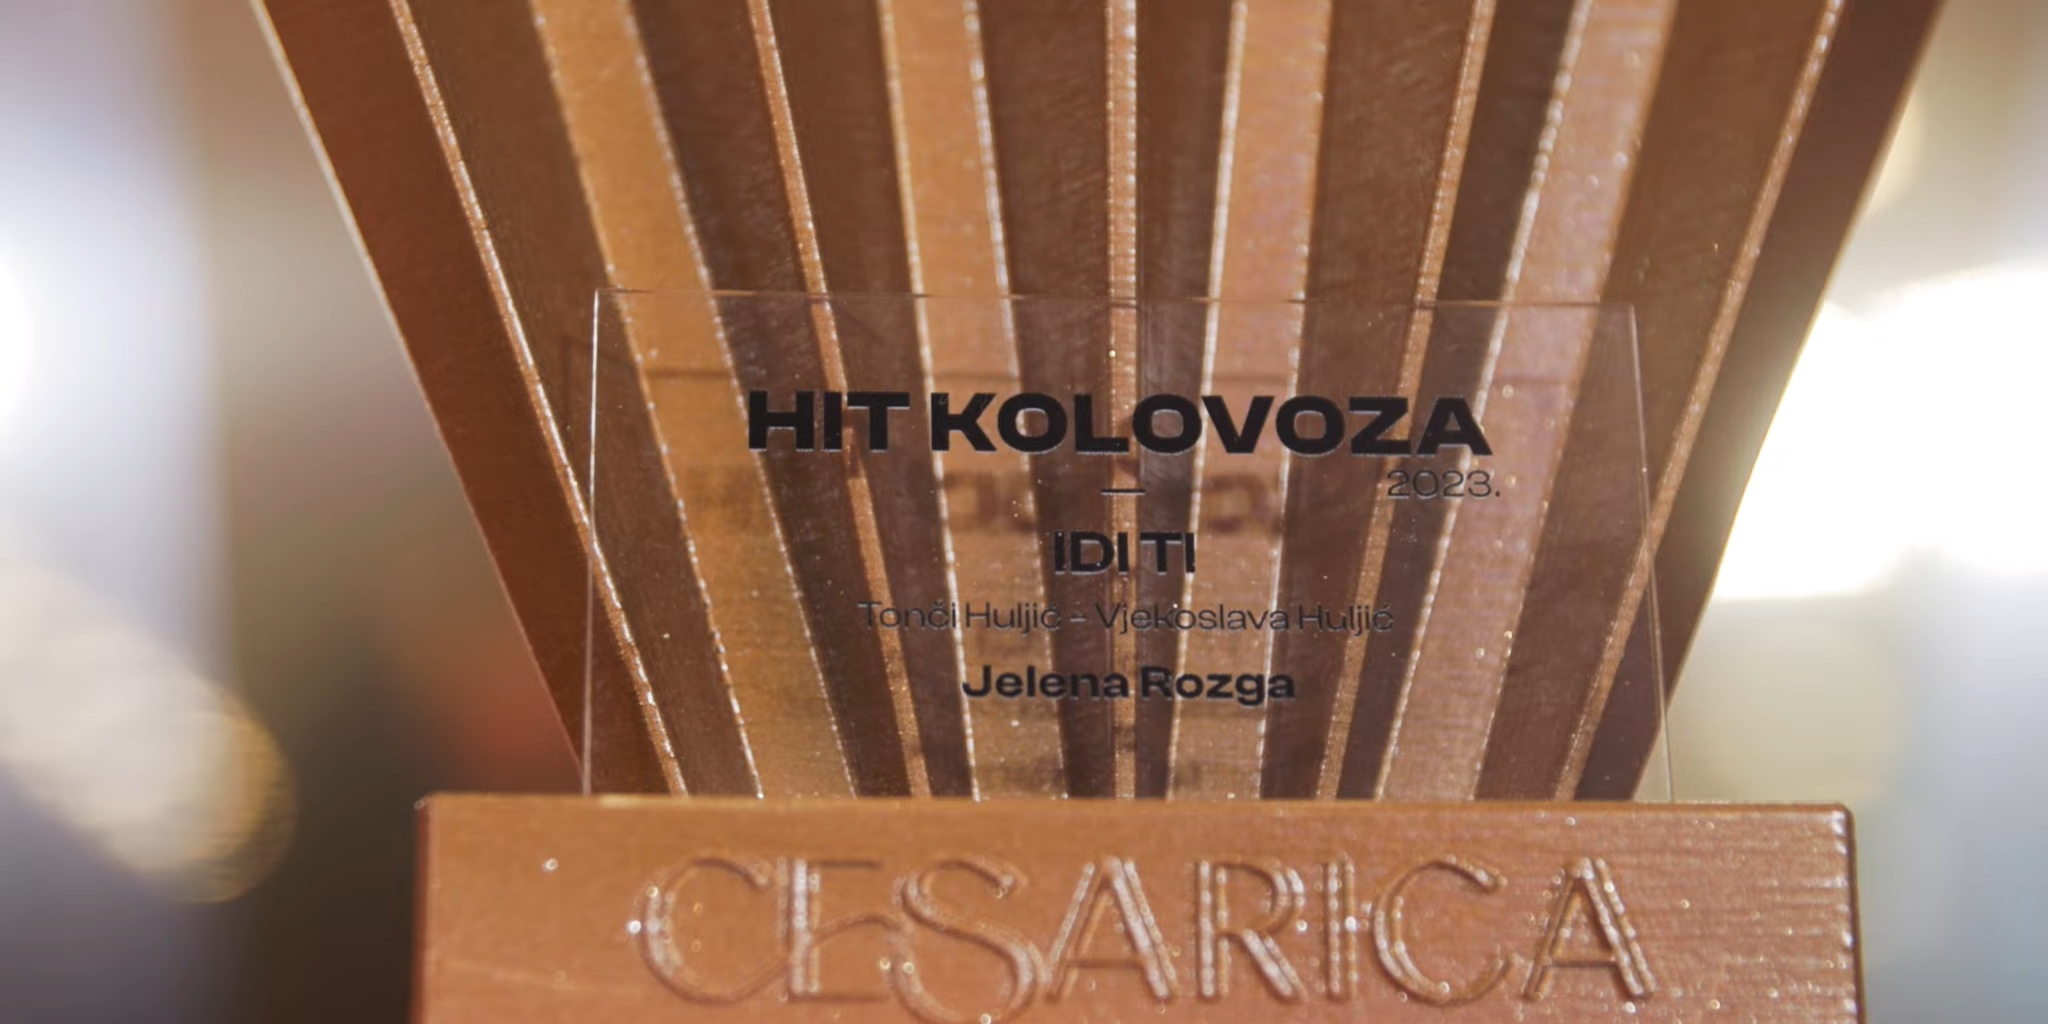 HIT KOLOVOZA
2023.
—
IDI TI
Tonči Huljić - Vjekoslava Huljić
Jelena Rozga
CESARICA